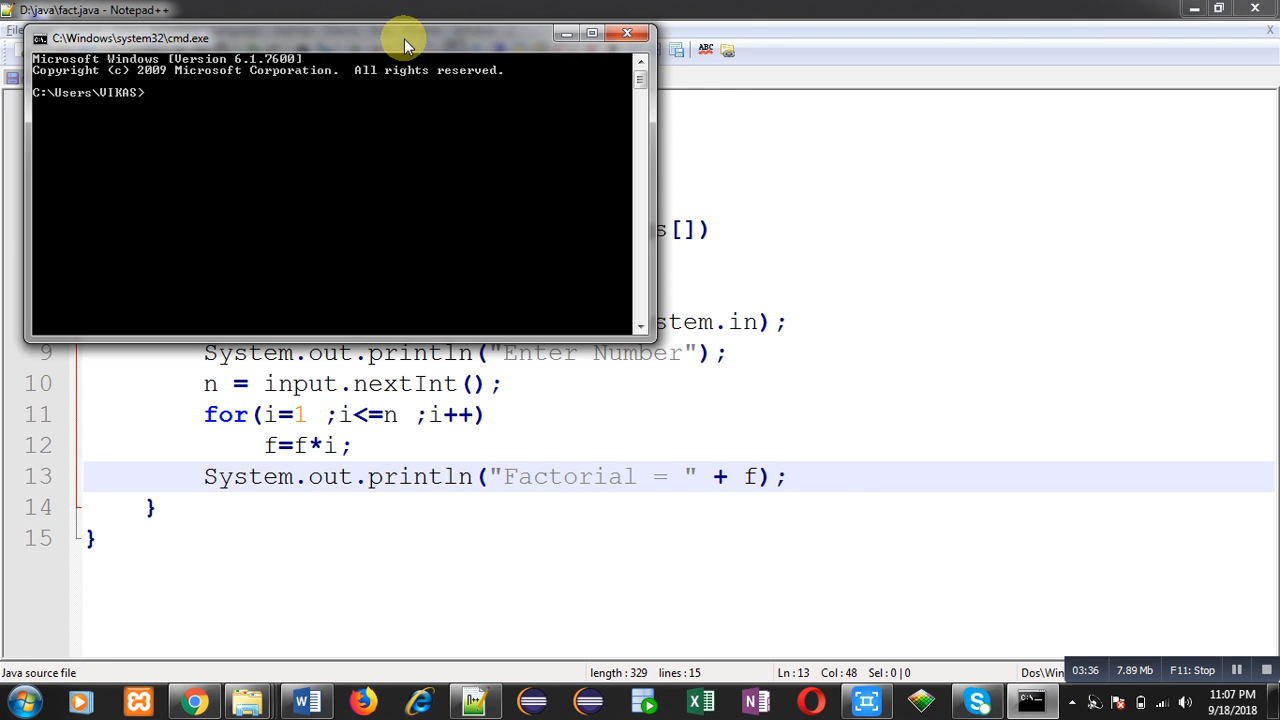 D:\java\fact.java - Notepad++
C:\Windows\system32\cmd.exe
Microsoft Windows [Version 6.1.7600]
Copyright (c) 2009 Microsoft Corporation.  All rights reserved.
C:\Users\VIKAS>
s[])
stem.in);
9 System.out.println("Enter Number");
10 n = input.nextInt();
11 for(i=1 ;i<=n ;i++)
12 f=f*i;
13 System.out.println("Factorial = " + f);
14 }
15 }
Java source file length : 329 lines : 15 Ln : 13 Col : 48 Sel : 0 | 0 Dos\Win
03:36 7.89 Mb F11: Stop
11:07 PM
9/18/2018